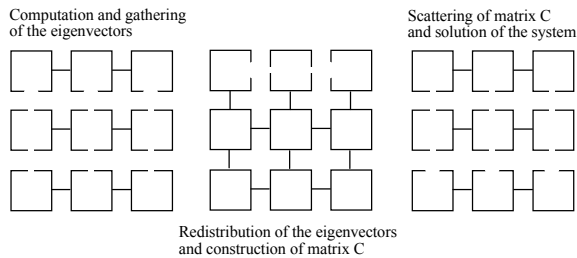 Computation and gathering
of the eigenvectors
Scattering of matrix C
and solution of the system
Redistribution of the eigenvectors
and construction of matrix C